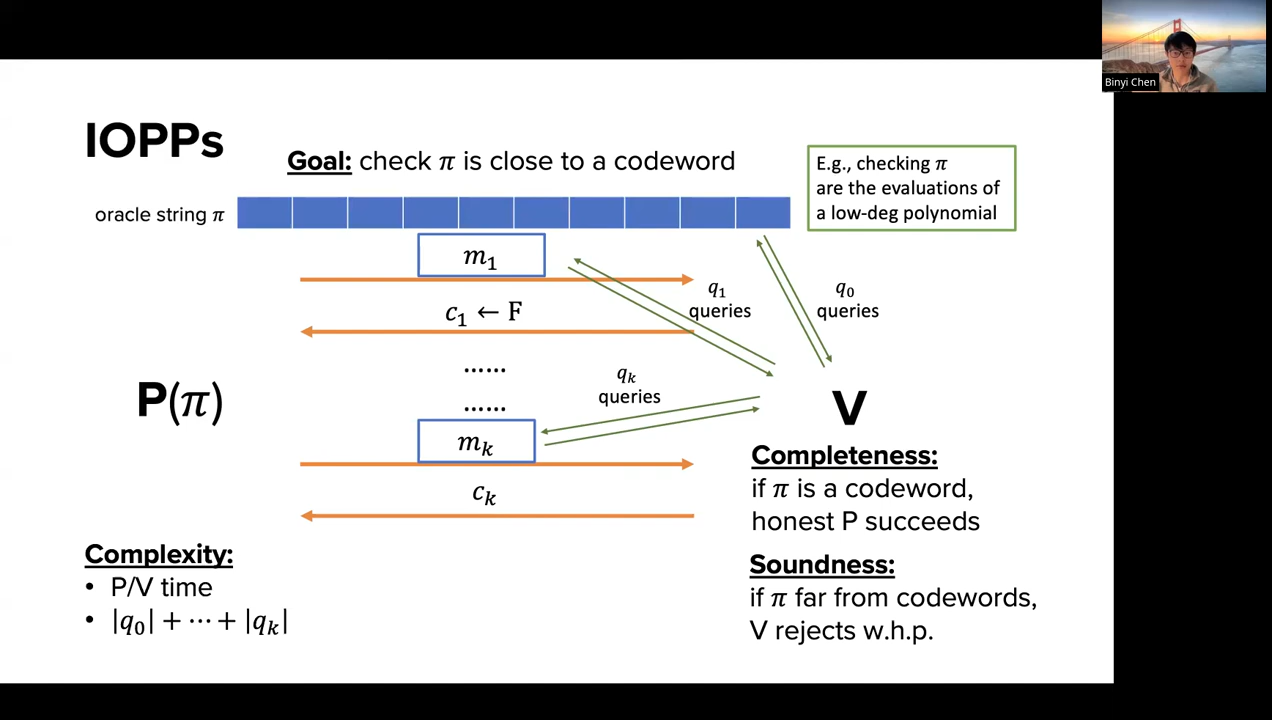 Binyi Chen
IOPPs
Goal: check π is close to a codeword
E.g., checking π
are the evaluations of
a low-deg polynomial
oracle string π
m₁
q₁
queries
q₀
queries
c₁ ← F
......
qₖ
queries
......
P(π)
V
mₖ
cₖ
Completeness:
if π is a codeword,
honest P succeeds
Soundness:
if π far from codewords,
V rejects w.h.p.
Complexity:
• P/V time
• |q₀| + ⋯ + |qₖ|